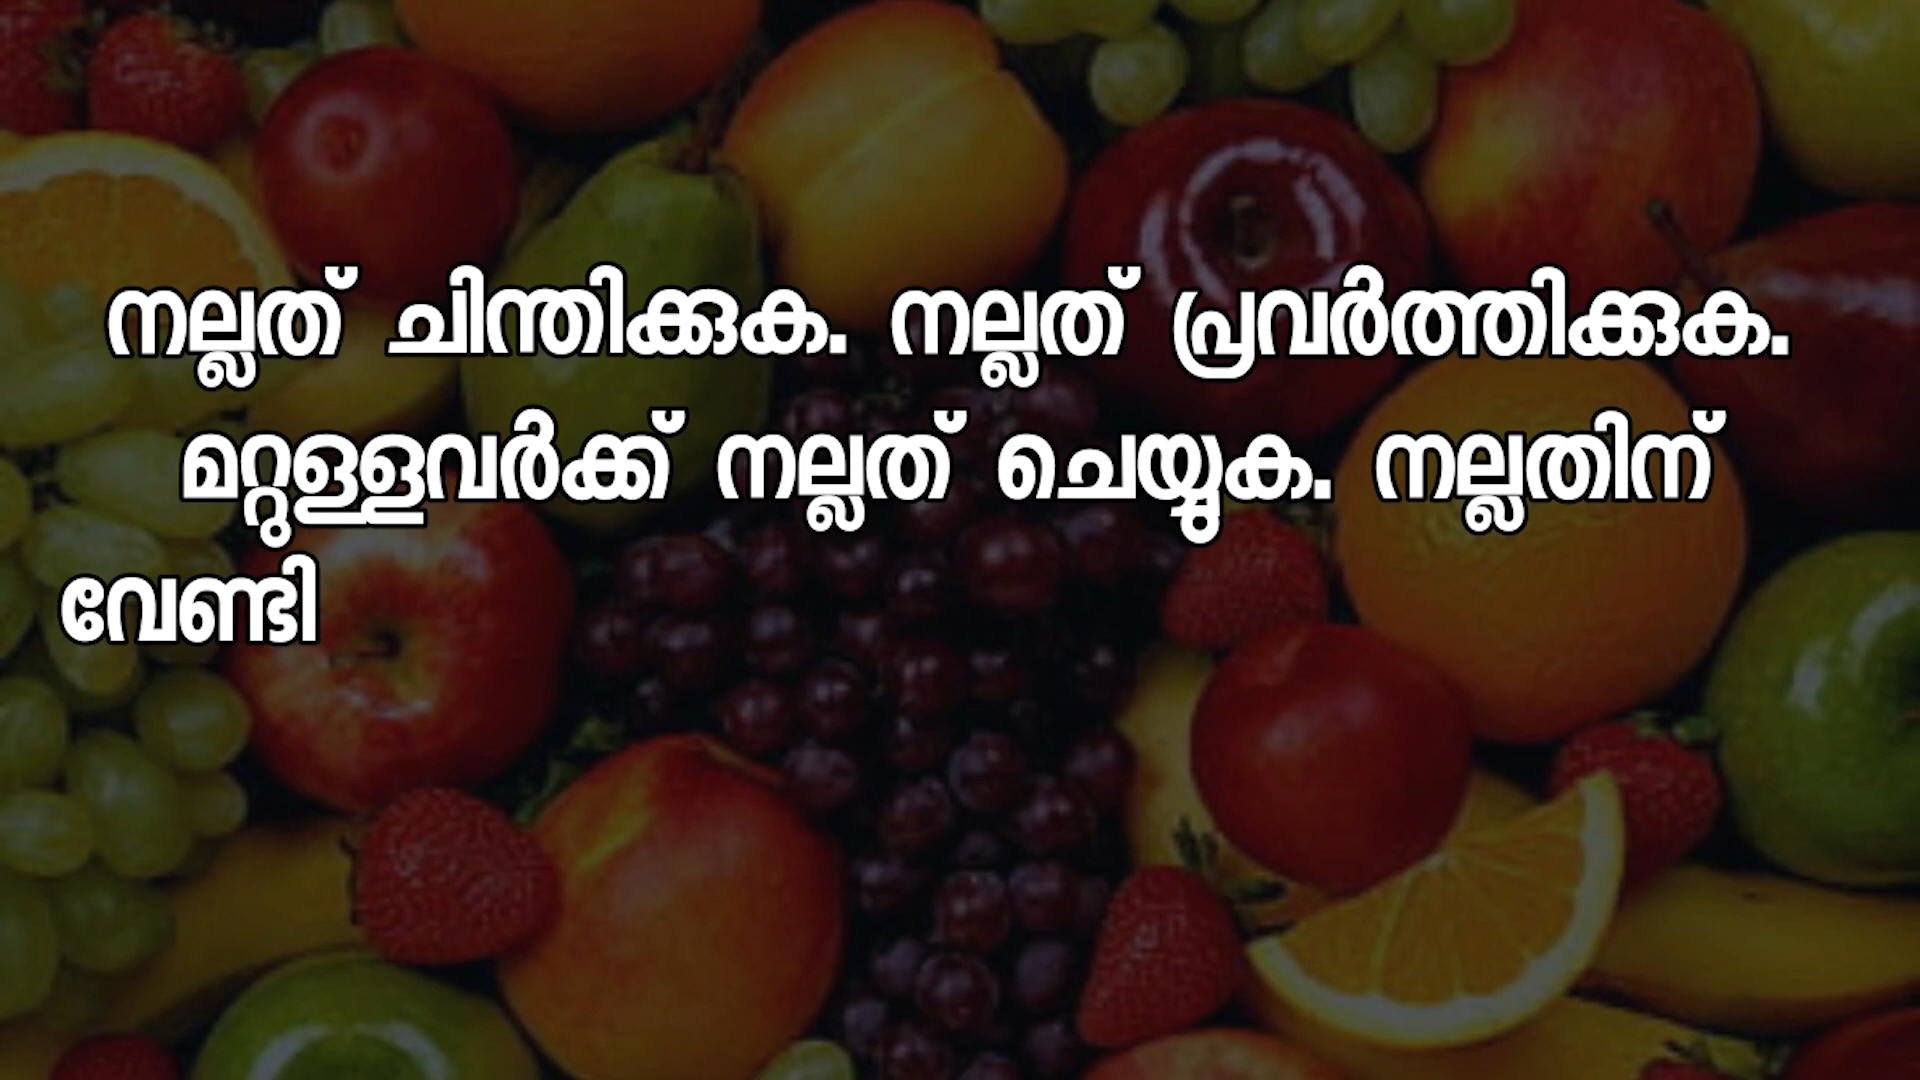 നല്ലത് ചിന്തിക്കുക. നല്ലത് പ്രവർത്തിക്കുക.
മറ്റുള്ളവർക്ക് നല്ലത് ചെയ്യുക. നല്ലതിന്
വേണ്ടി